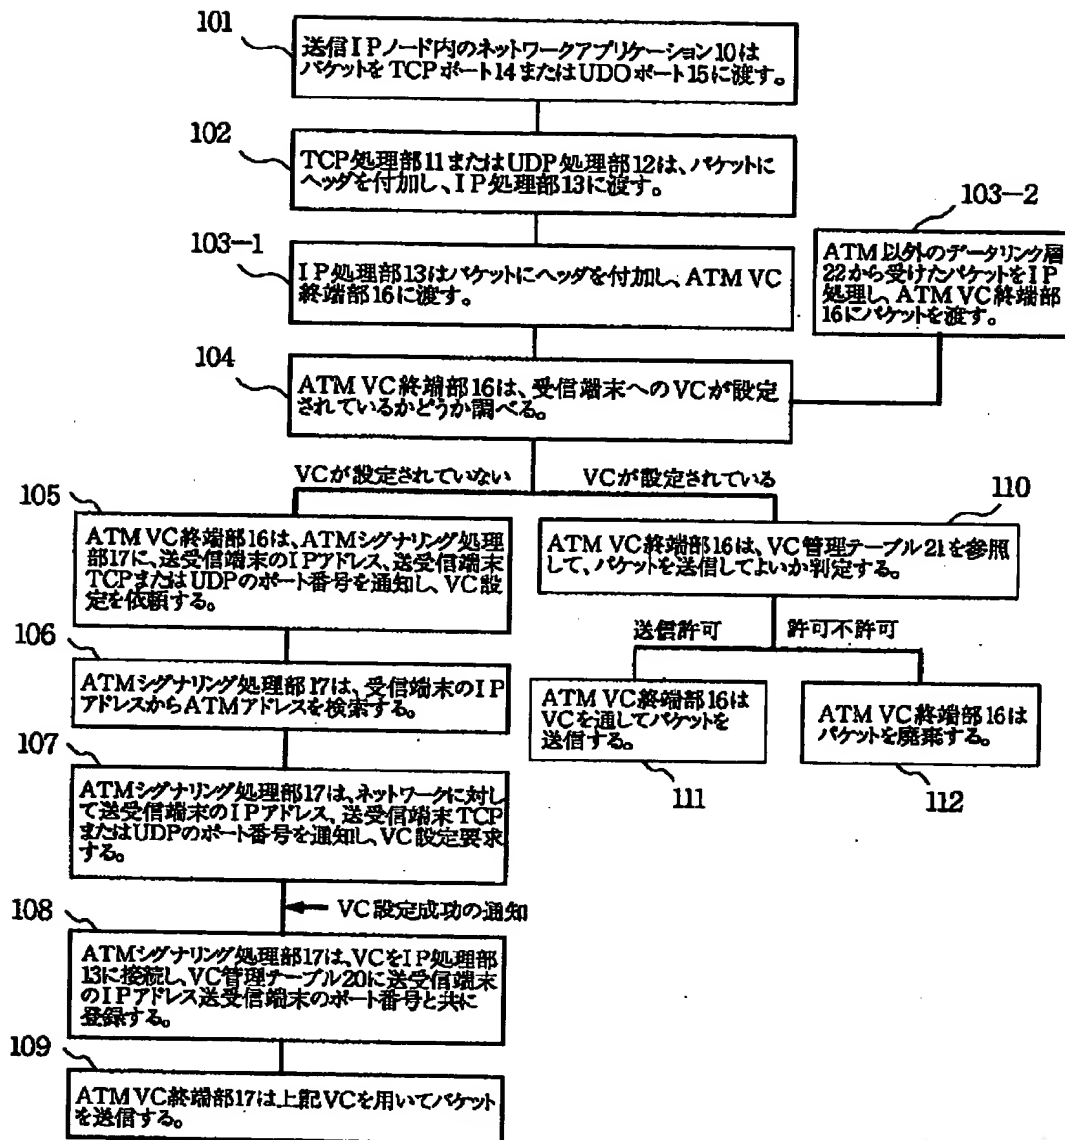 101
送信IPノード内のネットワークアプリケーション10は
パケットをTCPポート14またはUDOポート15に渡す。
102
TCP処理部11またはUDP処理部12は、パケットに
ヘッダを付加し、IP処理部13に渡す。
103-1
IP処理部13はパケットにヘッダを付加し、ATM VC
終端部16に渡す。
103-2
ATM以外のデータリンク層
22から受けたパケットをIP
処理し、ATM VC終端部
16にパケットを渡す。
104
ATM VC終端部16は、受信端末へのVCが設定
されているかどうか調べる。
VCが設定されていない
VCが設定されている
105
ATM VC終端部16は、ATMシグナリング処理
部17に、送受信端末のIPアドレス、送受信端末
TCPまたはUDPのポート番号を通知し、VC設
定を依頼する。
110
ATM VC終端部16は、VC管理テーブル21を参照
して、パケットを送信してよいか判定する。
送信許可
許可不許可
106
ATMシグナリング処理部17は、受信端末のIP
アドレスからATMアドレスを検索する。
ATM VC終端部16は
VCを通してパケットを
送信する。
111
ATM VC終端部16は
パケットを廃棄する。
112
107
ATMシグナリング処理部17は、ネットワークに対し
て送受信端末のIPアドレス、送受信端末TCP
またはUDPのポート番号を通知し、VC設定要求
する。
VC設定成功の通知
108
ATMシグナリング処理部17は、VCをIP処理部
13に接続し、VC管理テーブル20に送受信端末
のIPアドレス送受信端末のポート番号と共に
登録する。
109
ATM VC終端部17は上記VCを用いてパケット
を送信する。